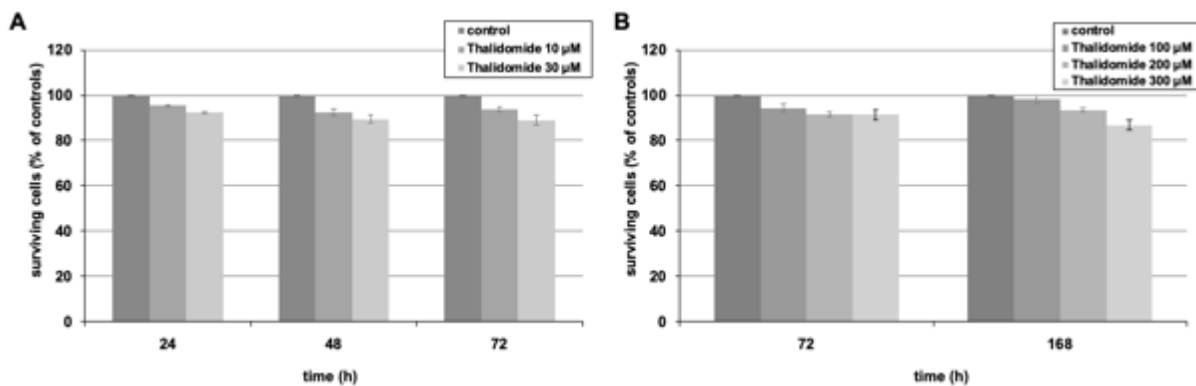 A
control
Thalidomide 10 µM
Thalidomide 30 µM
surviving cells (% of controls)
120
100
80
60
40
20
0
24
48
72
time (h)
B
control
Thalidomide 100 µM
Thalidomide 200 µM
Thalidomide 300 µM
surviving cells (% of controls)
120
100
80
60
40
20
0
72
168
time (h)